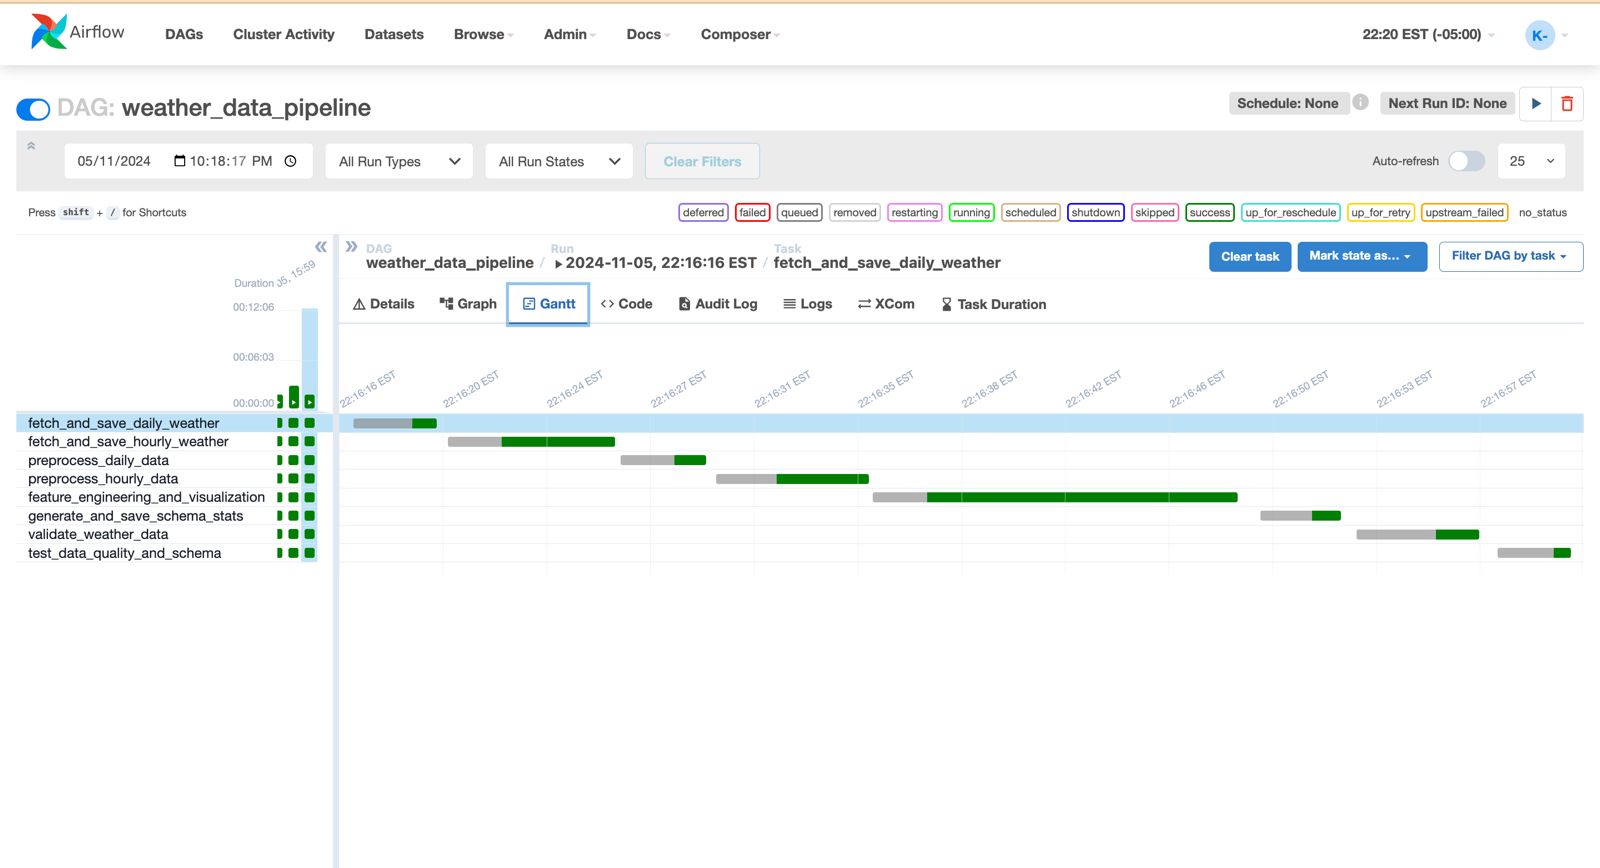 Airflow DAGs Cluster Activity Datasets Browse Admin Docs Composer 22:20 EST (-05:00) K-
DAG: weather_data_pipeline Schedule: None i Next Run ID: None
05/11/2024 10:18:17 PM All Run Types All Run States Clear Filters Auto-refresh 25
Press shift + / for Shortcuts deferred failed queued removed restarting running scheduled shutdown skipped success up_for_reschedule up_for_retry upstream_failed no_status
DAG Run Task
weather_data_pipeline / 2024-11-05, 22:16:16 EST / fetch_and_save_daily_weather Clear task Mark state as... Filter DAG by task
Duration 05, 15:59
00:12:06
00:06:03
00:00:00
Details Graph Gantt Code Audit Log Logs XCom Task Duration
22:16:16 EST 22:16:20 EST 22:16:24 EST 22:16:27 EST 22:16:31 EST 22:16:35 EST 22:16:38 EST 22:16:42 EST 22:16:46 EST 22:16:50 EST 22:16:53 EST 22:16:57 EST
fetch_and_save_daily_weather
fetch_and_save_hourly_weather
preprocess_daily_data
preprocess_hourly_data
feature_engineering_and_visualization
generate_and_save_schema_stats
validate_weather_data
test_data_quality_and_schema